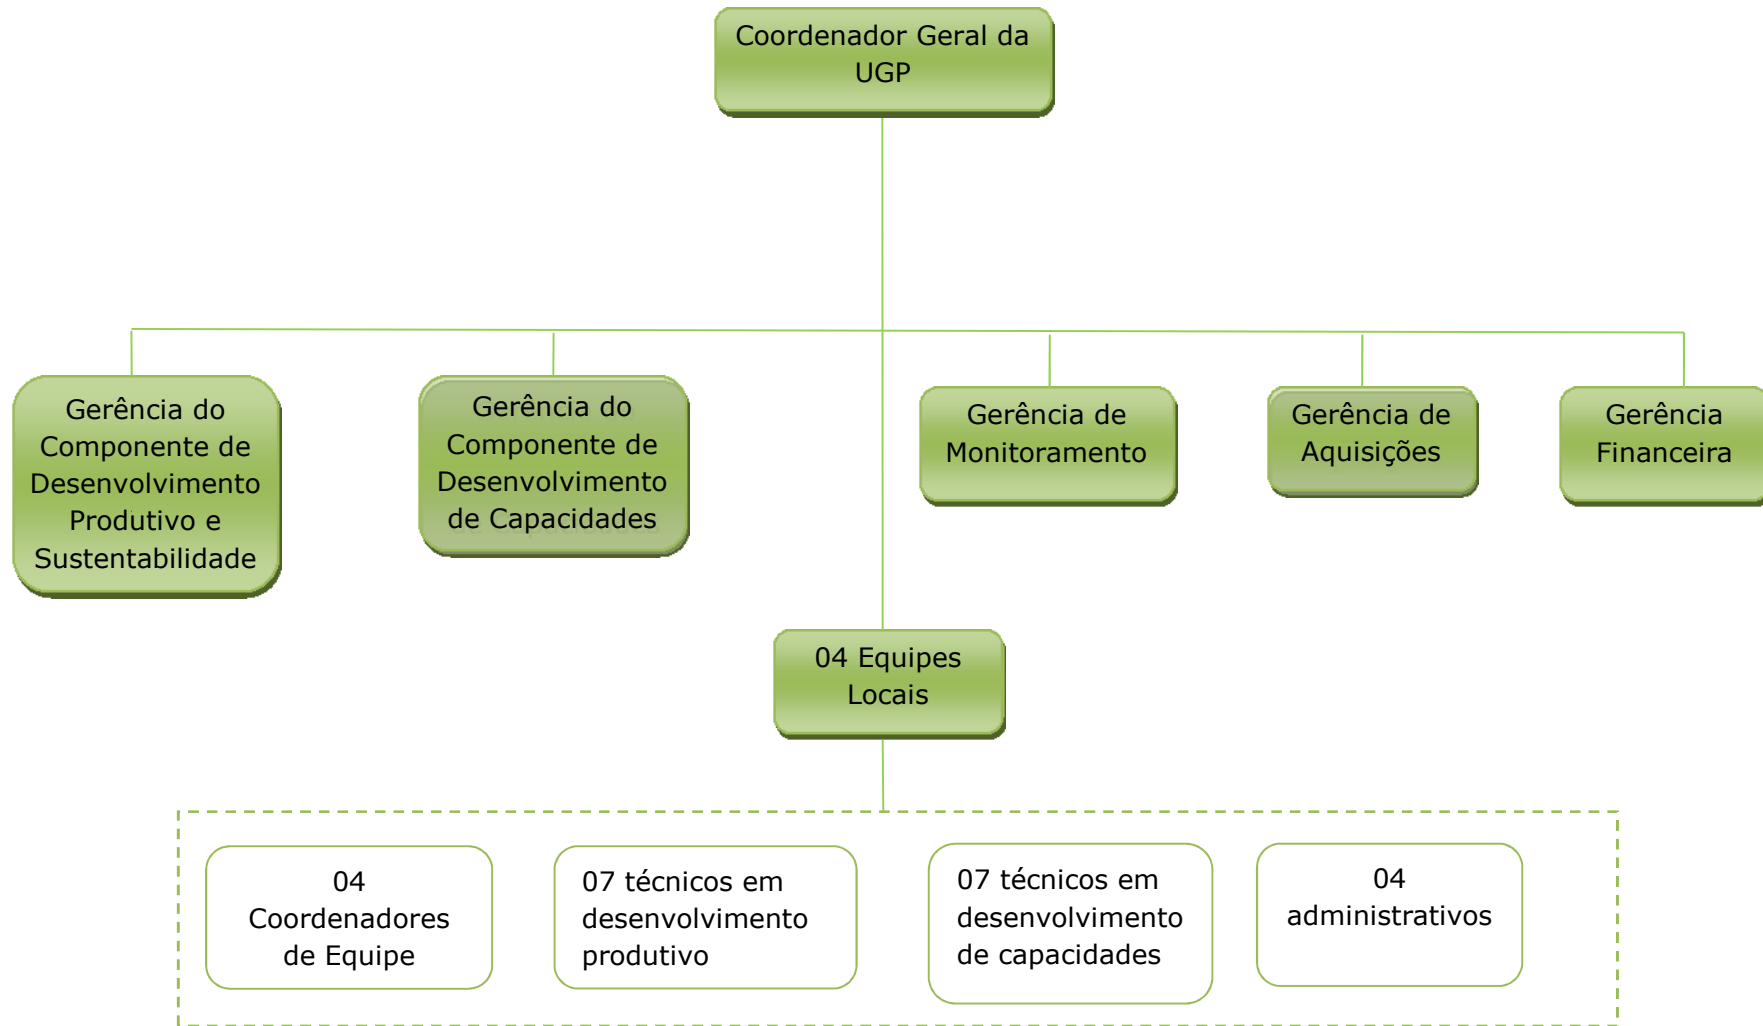 Coordenador Geral da
UGP
Gerência do
Componente de
Desenvolvimento
Produtivo e
Sustentabilidade
Gerência do
Componente de
Desenvolvimento
de Capacidades
Gerência de
Monitoramento
Gerência de
Aquisições
Gerência
Financeira
04 Equipes
Locais
04
Coordenadores
de Equipe
07 técnicos em
desenvolvimento
produtivo
07 técnicos em
desenvolvimento
de capacidades
04
administrativos